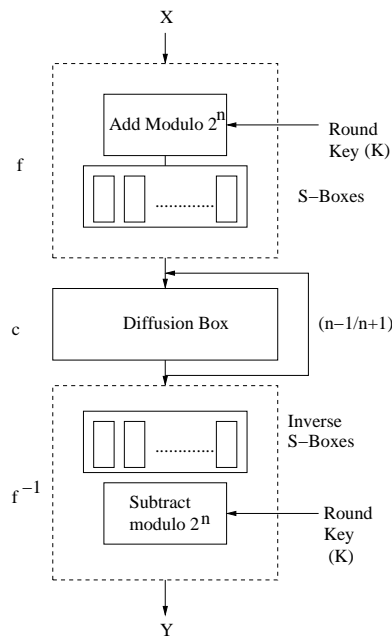 X
Add Modulo 2^n
Round
Key (K)
f
S-Boxes
.............
Diffusion Box
(n-1/n+1)
c
Inverse
S-Boxes
.............
f^-1
Subtract
modulo 2^n
Round
Key
(K)
Y